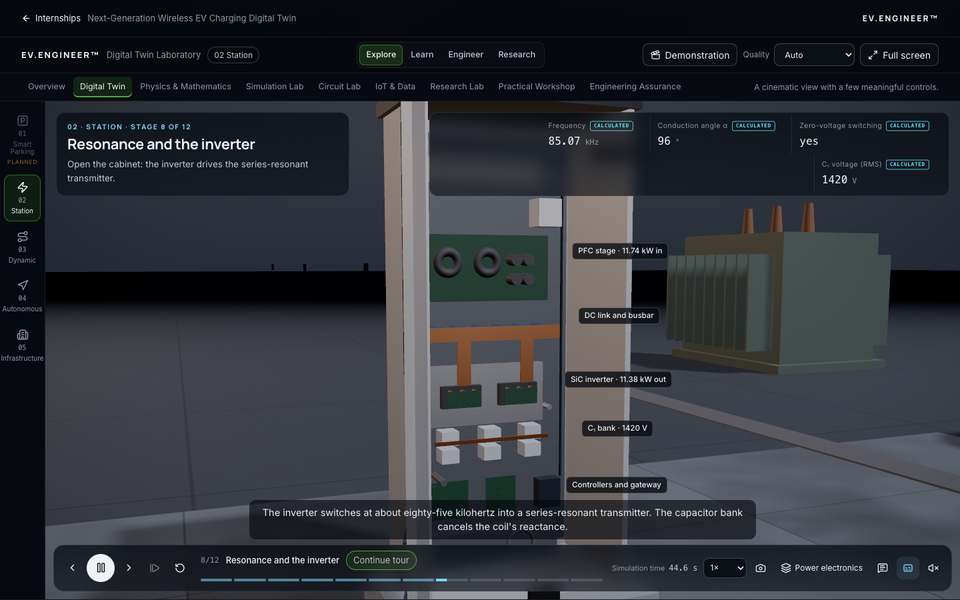 Internships Next-Generation Wireless EV Charging Digital Twin EV.ENGINEER™
EV.ENGINEER™ Digital Twin Laboratory 02 Station Explore Learn Engineer Research Demonstration Quality Auto Full screen
Overview Digital Twin Physics & Mathematics Simulation Lab Circuit Lab IoT & Data Research Lab Practical Workshop Engineering Assurance A cinematic view with a few meaningful controls.
01
Smart
Parking
PLANNED
02
Station
03
Dynamic
04
Autonomous
05
Infrastructure
02 · STATION · STAGE 8 OF 12
Resonance and the inverter
Open the cabinet: the inverter drives the series-resonant
transmitter.
Frequency CALCULATED
85.07 kHz
Conduction angle α CALCULATED
96 °
Zero-voltage switching CALCULATED
yes
C₁ voltage (RMS) CALCULATED
1420 V
PFC stage · 11.74 kW in
DC link and busbar
SiC inverter · 11.38 kW out
C₁ bank · 1420 V
Controllers and gateway
The inverter switches at about eighty-five kilohertz into a series-resonant transmitter. The capacitor bank
cancels the coil's reactance.
8/12 Resonance and the inverter Continue tour
Simulation time 44.6 s 1× Power electronics